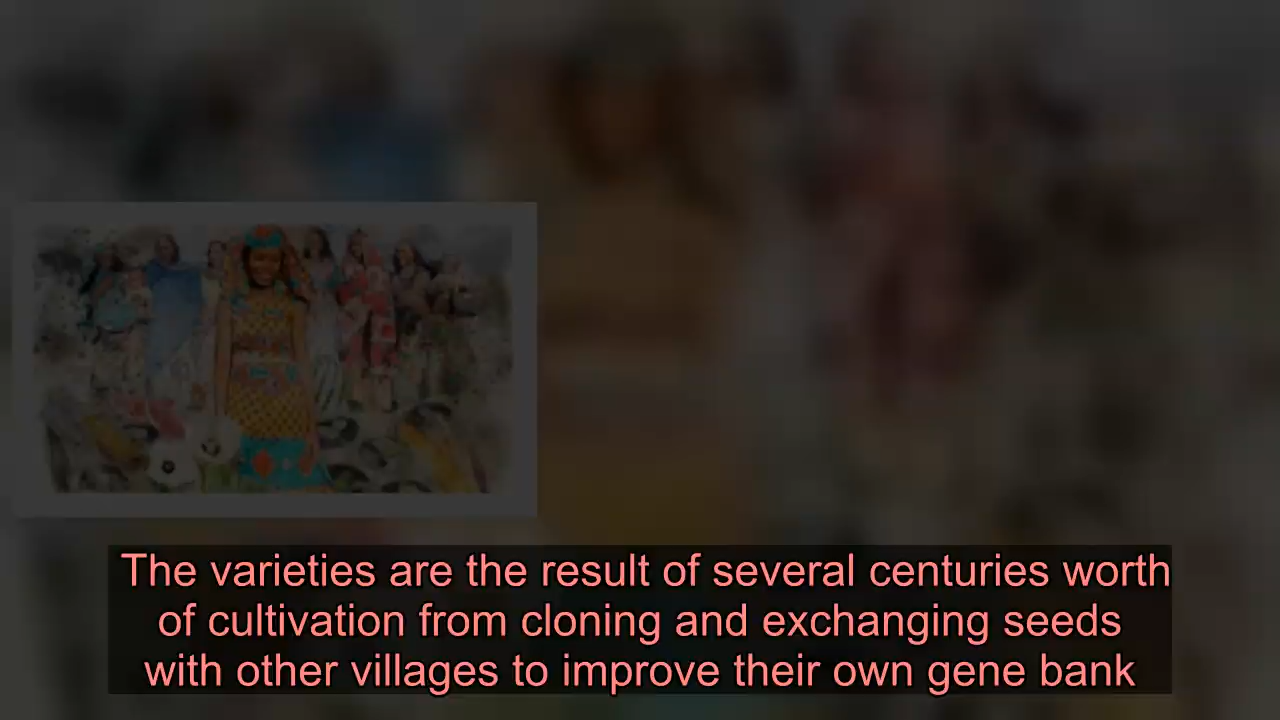 The varieties are the result of several centuries worth
of cultivation from cloning and exchanging seeds
with other villages to improve their own gene bank